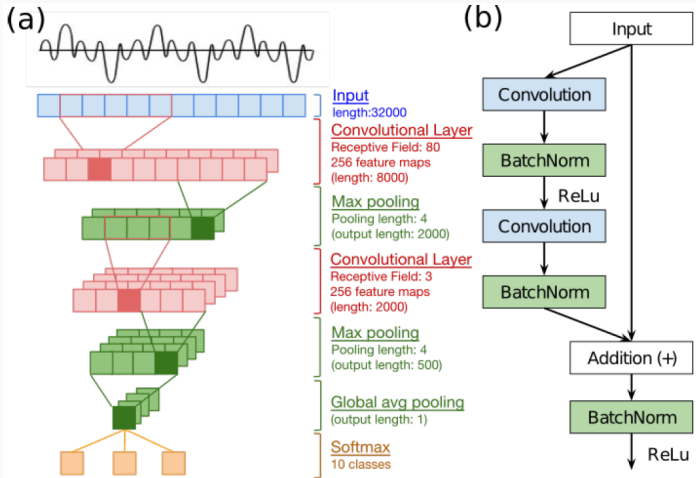 (a)
Input
length:32000
Convolutional Layer
Receptive Field: 80
256 feature maps
(length: 8000)
Max pooling
Pooling length: 4
(output length: 2000)
Convolutional Layer
Receptive Field: 3
256 feature maps
(length: 2000)
Max pooling
Pooling length: 4
(output length: 500)
Global avg pooling
(output length: 1)
Softmax
10 classes
(b)
Input
Convolution
BatchNorm
ReLu
Convolution
BatchNorm
Addition (+)
BatchNorm
ReLu